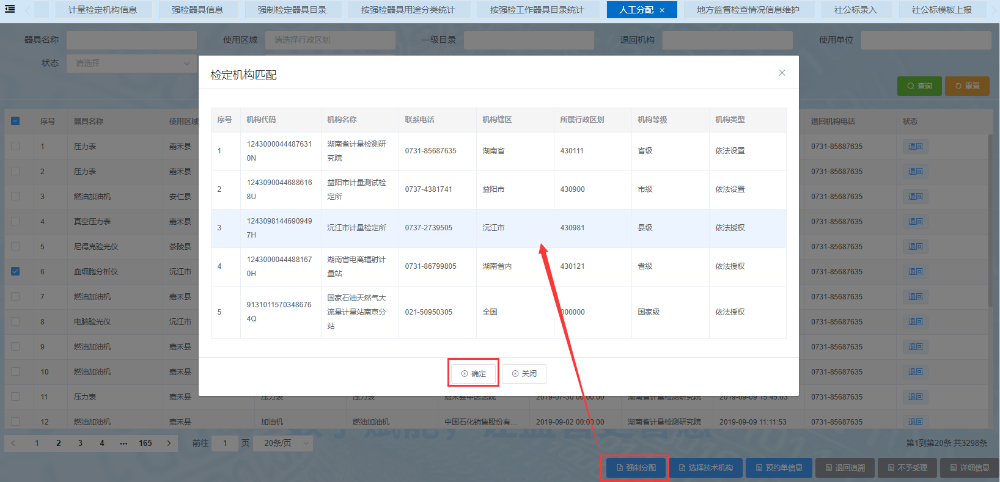 计量检定机构信息 强检器具信息 强制检定器具目录 按强检器具用途分类统计 按强检工作器具目录统计 人工分配 × 地方监督检查情况信息维护 社公标录入 社公标模板上报
器具名称 使用区域 请选择行政区划 一级目录 退回机构 使用单位
状态 请选择
检定机构匹配
查询 重置
序号 器具名称 使用区域 退回机构电话 状态
1 压力表 嘉禾县 0731-85687635 退回
2 压力表 嘉禾县 0731-85687635 退回
3 燃油加油机 安仁县 0731-85687635 退回
4 真空压力表 嘉禾县 0731-85687635 退回
5 尼得克验光仪 茶陵县 0731-85687635 退回
6 血细胞分析仪 沅江市 0731-85687635 退回
7 燃油加油机 嘉禾县 0731-85687635 退回
8 电脑验光仪 沅江市 0731-85687635 退回
9 燃油加油机 嘉禾县 0731-85687635 退回
10 燃油加油机 嘉禾县 0731-85687635 退回
11 压力表 嘉禾县 压力表 压力表 嘉禾县中医医院 2019-07-30 00:00:00 湖南省计量检测研究院 2019-09-09 15:45:03 0731-85687635 退回
12 燃油加油机 嘉禾县 加油机 燃油加油机 中国石化销售股份有... 2019-09-02 00:00:00 湖南省计量检测研究院 2019-09-09 11:11:53 0731-85687635 退回
序号 机构代码 机构名称 联系电话 机构辖区 所属行政区划 机构等级 机构类型
1 1243000044487631 湖南省计量检测研 0731-85687635 湖南省 430111 省级 依法设置
0N 究院
2 1243090044688616 益阳市计量测试检 0737-4381741 益阳市 430900 市级 依法设置
8U 定所
3 1243098144690949 沅江市计量检定所 0737-2739505 沅江市 430981 县级 依法授权
7H
4 1243000044488167 湖南省电离辐射计 0731-86799805 湖南省内 430121 省级 依法授权
0H 量站
5 9131011570348676 国家石油天然气大 021-50950305 全国 000000 国家级 依法授权
4Q 流量计量站南京分
站
确定 关闭
1 2 3 4 ••• 165 前往 1 页 20条/页 第1到第20条 共3298条
强制分配 选择技术机构 预约单信息 退回追溯 不予受理 详细信息